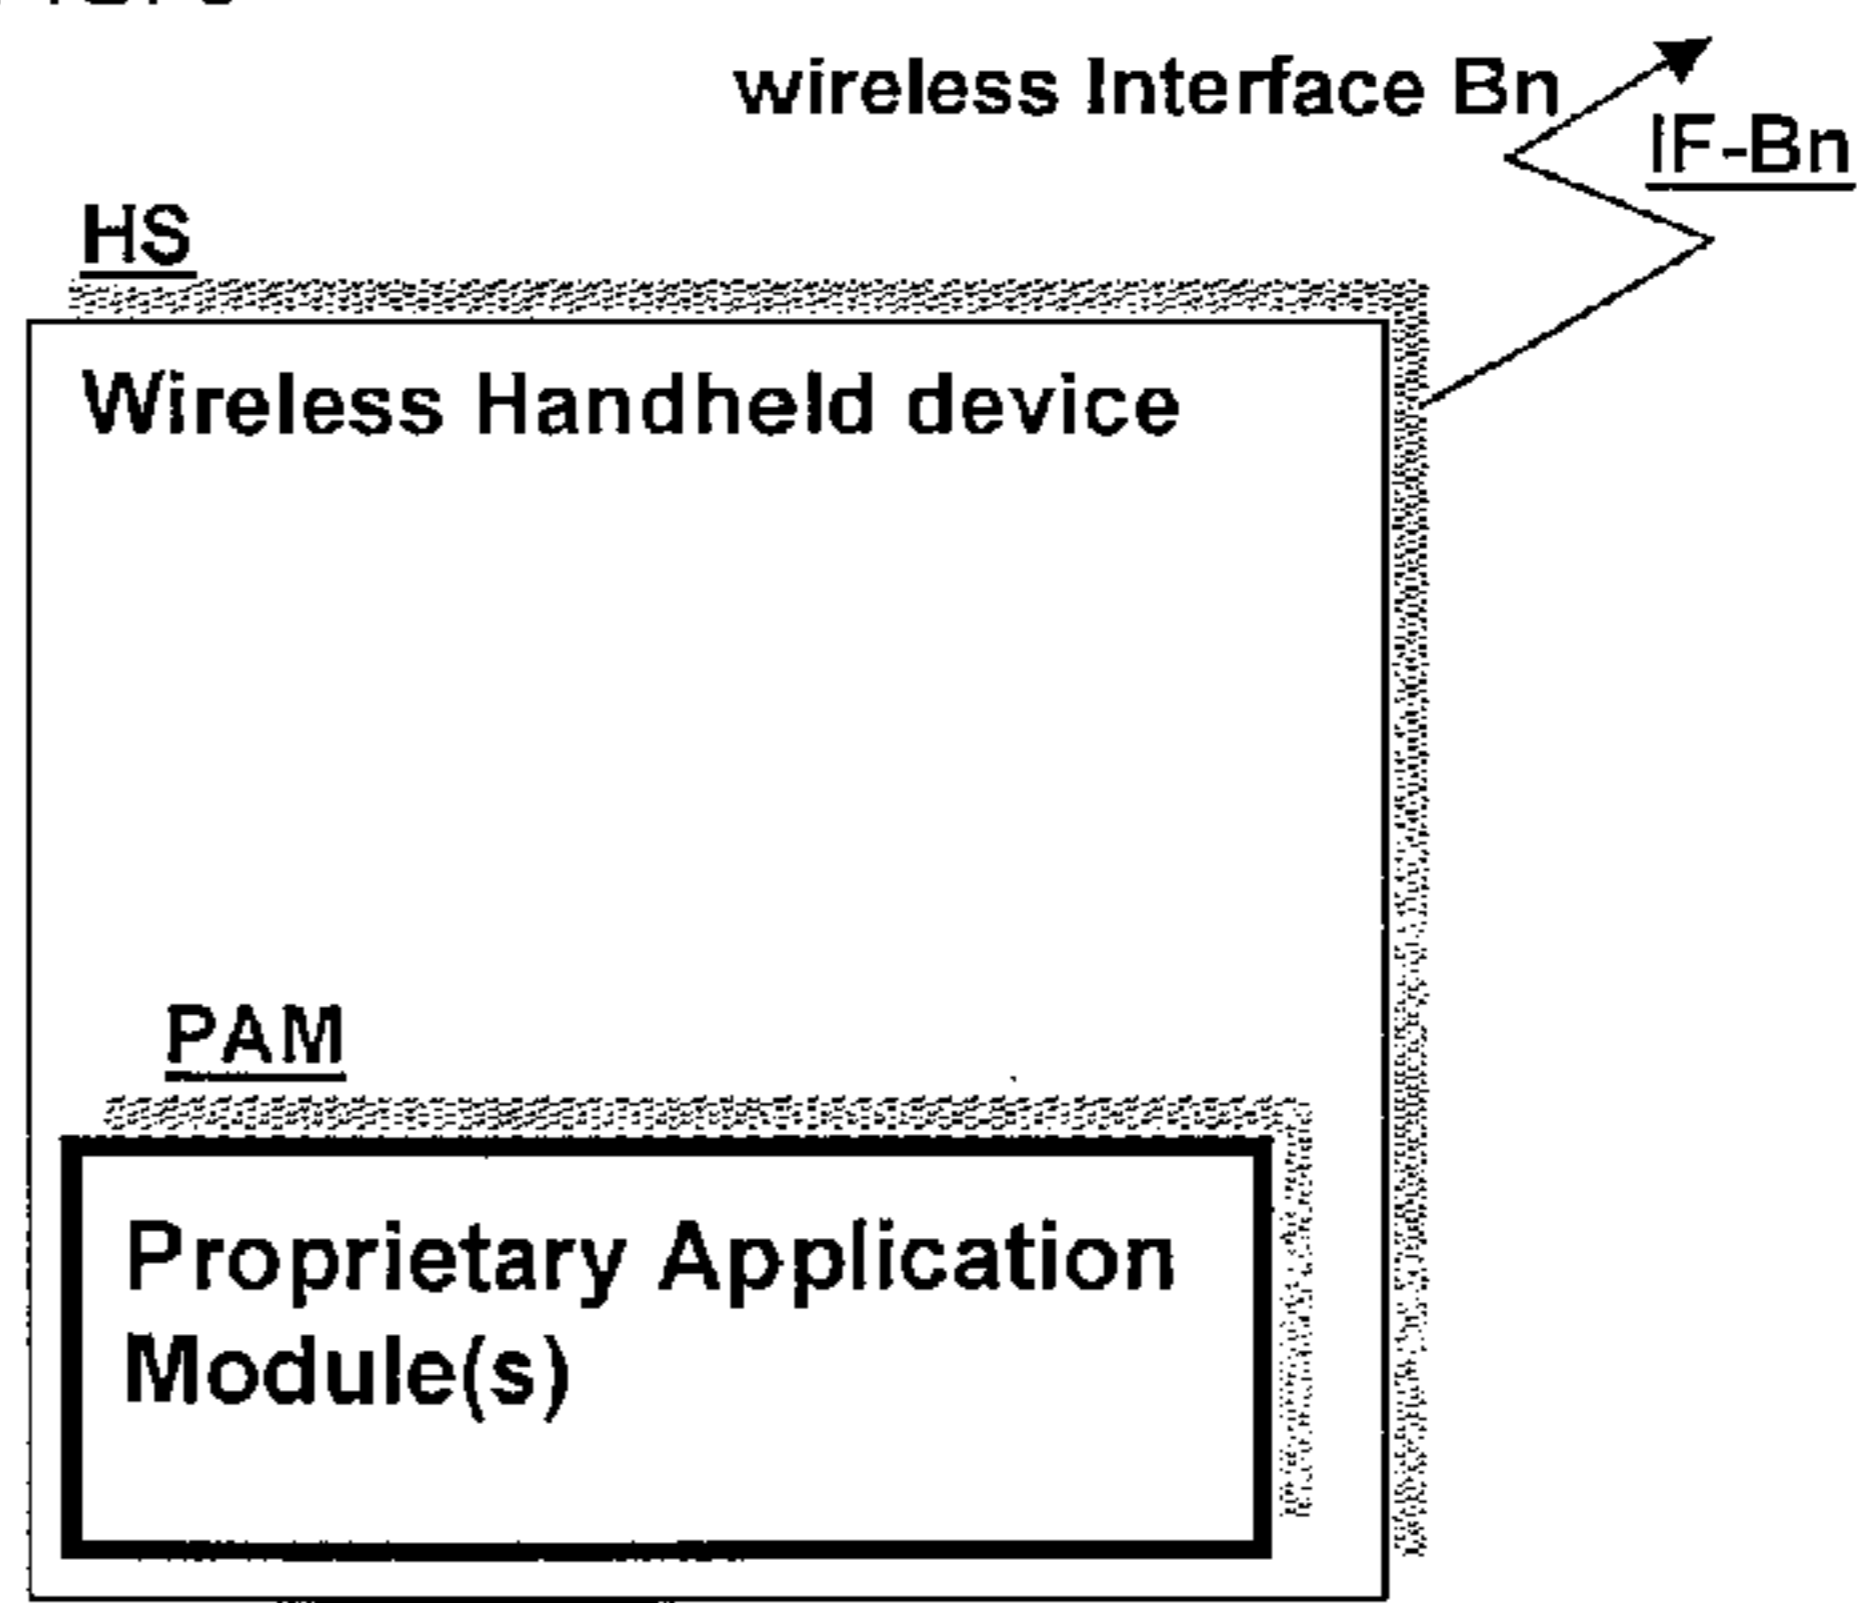 wireless Interface Bn
IF-Bn
HS
Wireless Handheld device
PAM
Proprietary Application
Module(s)